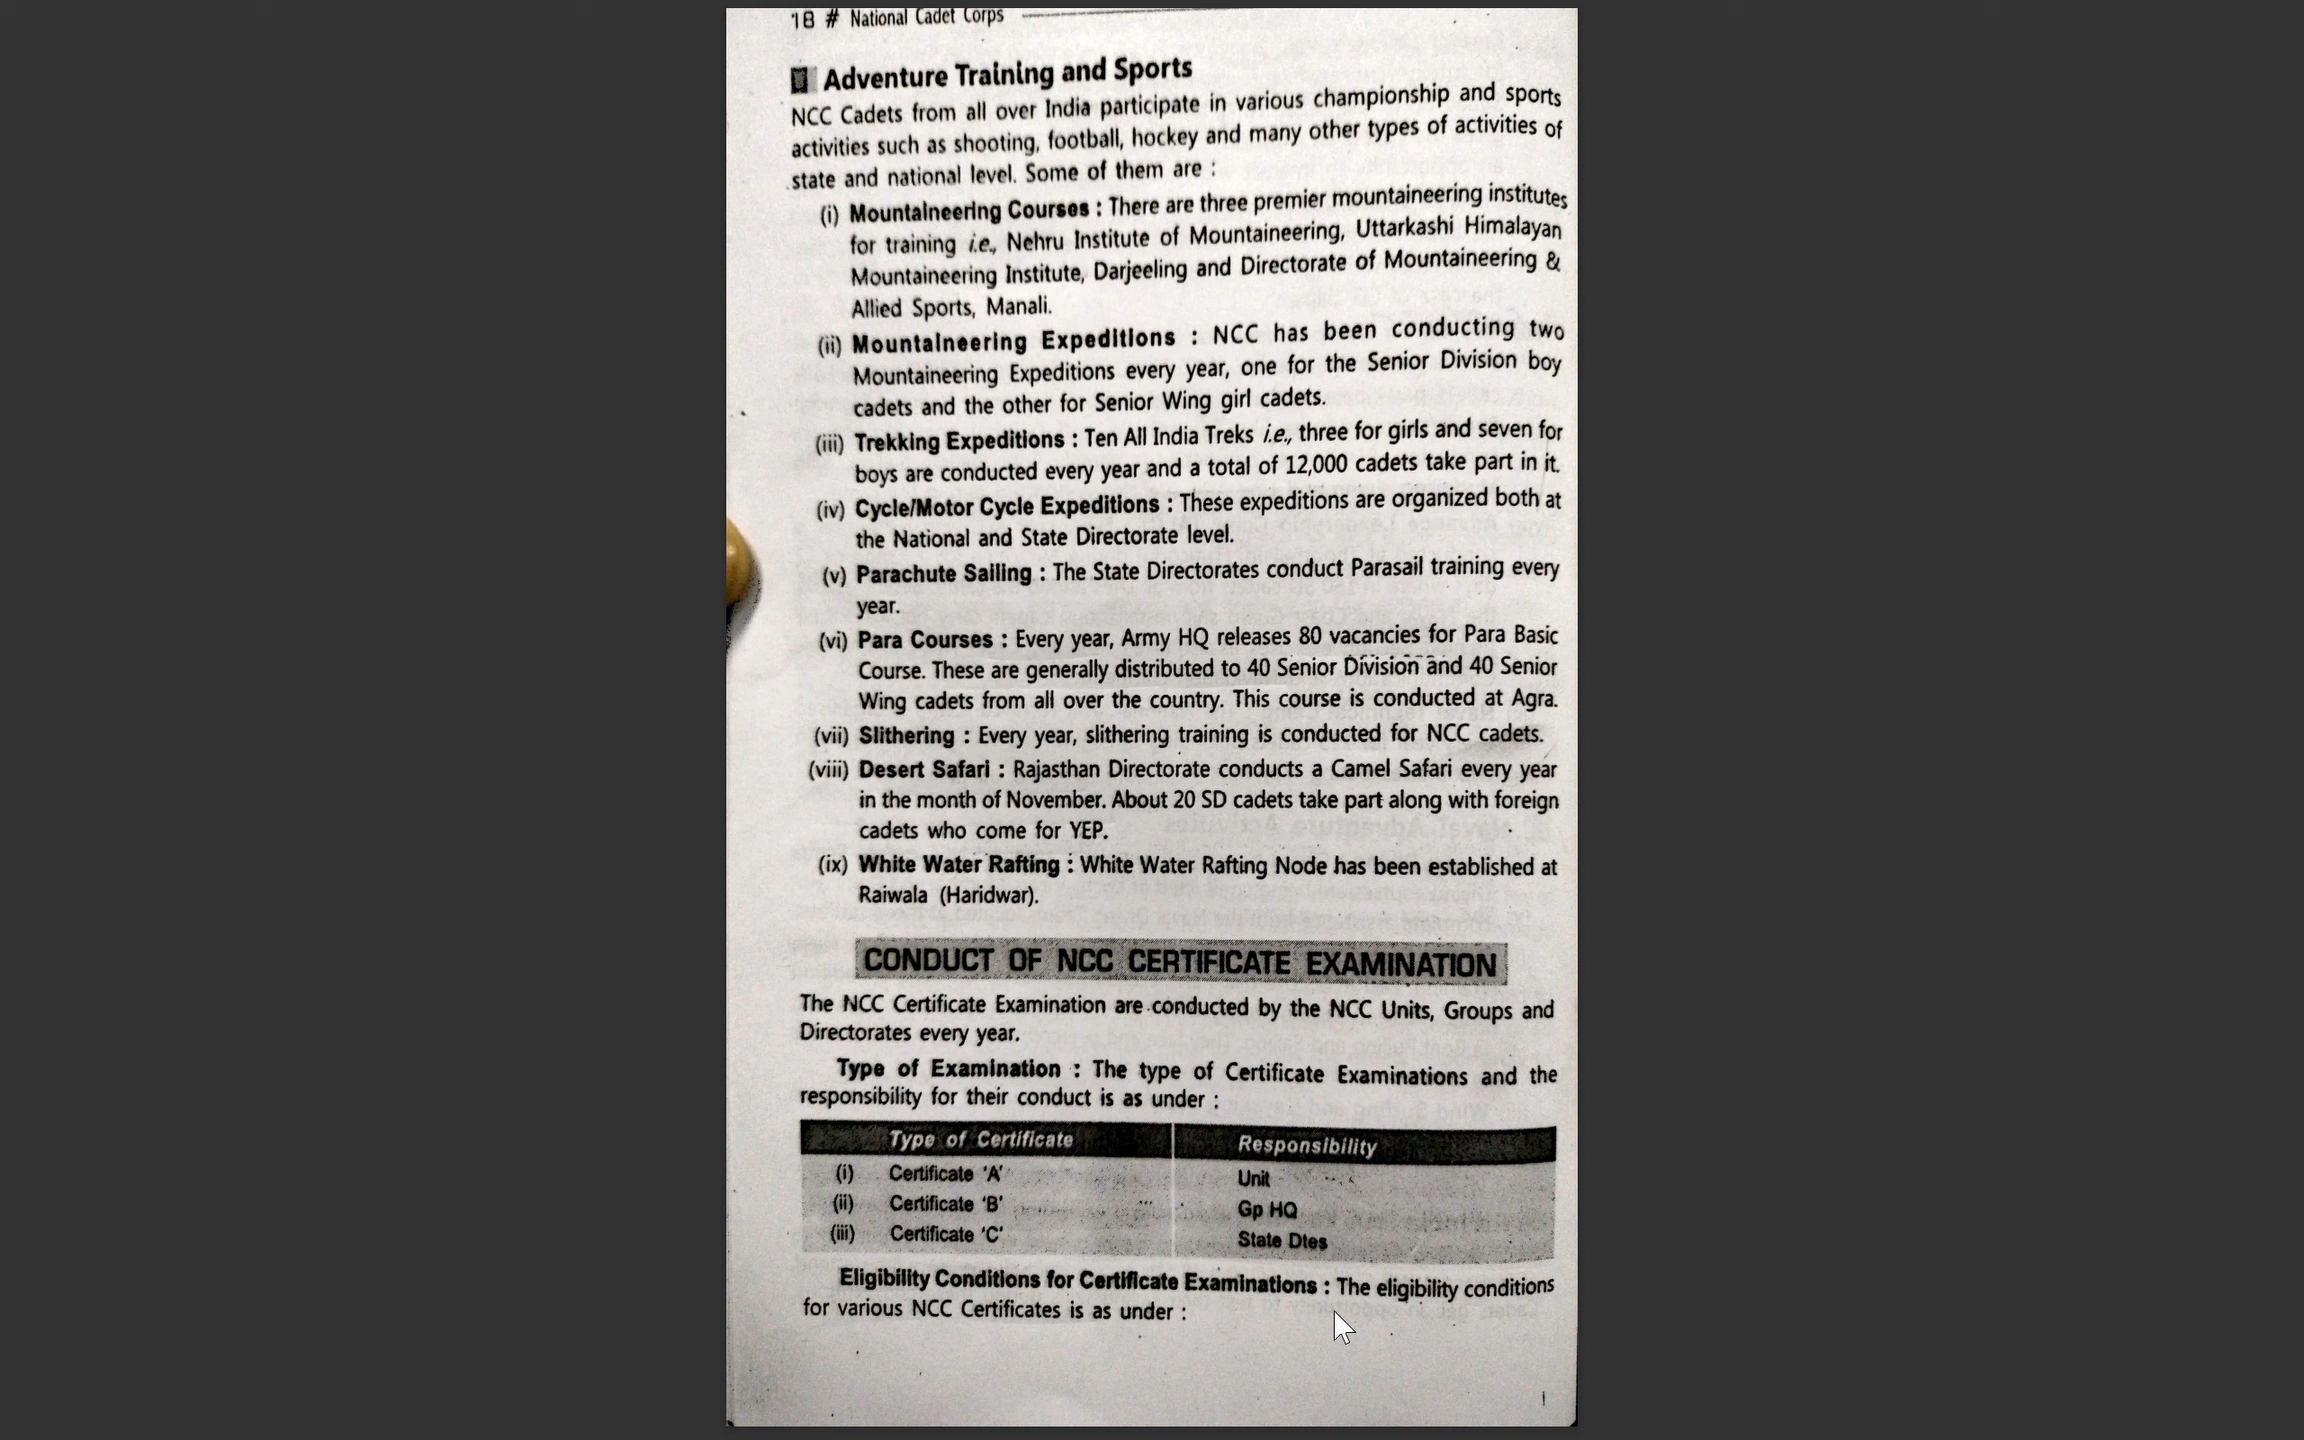 18 # National Cadet Corps
Adventure Training and Sports
NCC Cadets from all over India participate in various championship and sports
activities such as shooting, football, hockey and many other types of activities of
state and national level. Some of them are :
(i) Mountaineering Courses : There are three premier mountaineering institutes
for training i.e., Nehru Institute of Mountaineering, Uttarkashi Himalayan
Mountaineering Institute, Darjeeling and Directorate of Mountaineering &
Allied Sports, Manali.
(ii) Mountaineering Expeditions : NCC has been conducting two
Mountaineering Expeditions every year, one for the Senior Division boy
cadets and the other for Senior Wing girl cadets.
(iii) Trekking Expeditions : Ten All India Treks i.e., three for girls and seven for
boys are conducted every year and a total of 12,000 cadets take part in it.
(iv) Cycle/Motor Cycle Expeditions : These expeditions are organized both at
the National and State Directorate level.
(v) Parachute Sailing : The State Directorates conduct Parasail training every
year.
(vi) Para Courses : Every year, Army HQ releases 80 vacancies for Para Basic
Course. These are generally distributed to 40 Senior Division and 40 Senior
Wing cadets from all over the country. This course is conducted at Agra.
(vii) Slithering : Every year, slithering training is conducted for NCC cadets.
(viii) Desert Safari : Rajasthan Directorate conducts a Camel Safari every year
in the month of November. About 20 SD cadets take part along with foreign
cadets who come for YEP.
(ix) White Water Rafting : White Water Rafting Node has been established at
Raiwala (Haridwar).
CONDUCT OF NCC CERTIFICATE EXAMINATION
The NCC Certificate Examination are conducted by the NCC Units, Groups and
Directorates every year.
Type of Examination : The type of Certificate Examinations and the
responsibility for their conduct is as under :
Type of Certificate Responsibility
(i) Certificate 'A' Unit
(ii) Certificate 'B' Gp HQ
(iii) Certificate 'C' State Dtes
Eligibility Conditions for Certificate Examinations : The eligibility conditions
for various NCC Certificates is as under :